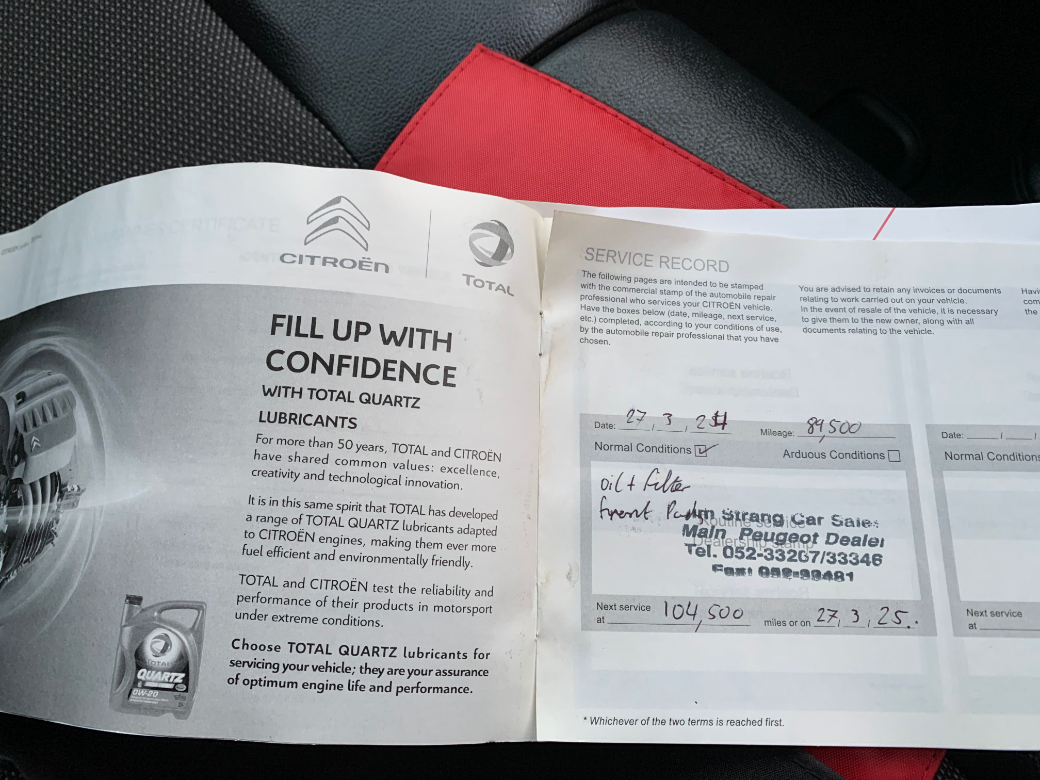 CITROËN
TOTAL
FILL UP WITH
CONFIDENCE
WITH TOTAL QUARTZ
LUBRICANTS
For more than 50 years, TOTAL and CITROËN
have shared common values: excellence,
creativity and technological innovation.
It is in this same spirit that TOTAL has developed
a range of TOTAL QUARTZ lubricants adapted
to CITROËN engines, making them ever more
fuel efficient and environmentally friendly.
TOTAL and CITROËN test the reliability and
performance of their products in motorsport
under extreme conditions.
Choose TOTAL QUARTZ lubricants for
servicing your vehicle; they are your assurance
of optimum engine life and performance.
TOTAL
QUARTZ
0W-20
SERVICE RECORD
The following pages are intended to be stamped
with the commercial stamp of the automobile repair
professional who services your CITROËN vehicle.
Have the boxes below (date, mileage, next service,
etc.) completed, according to your conditions of use,
by the automobile repair professional that you have
chosen.
You are advised to retain any invoices or documents
relating to work carried out on your vehicle.
In the event of resale of the vehicle, it is necessary
to give them to the new owner, along with all
documents relating to the vehicle.
Havi
com
the
Date: 27 / 3 / 24 Mileage: 89,500
Normal Conditions Arduous Conditions
oil + filter
front
Routine service
Dealership stamp
m Strang Car Sales
Main Peugeot Dealer
Tel. 052-33267/33346
Next service
at 104,500 miles or on 27 / 3 / 25.
Date: / /
Normal Conditions
Next service
at
* Whichever of the two terms is reached first.